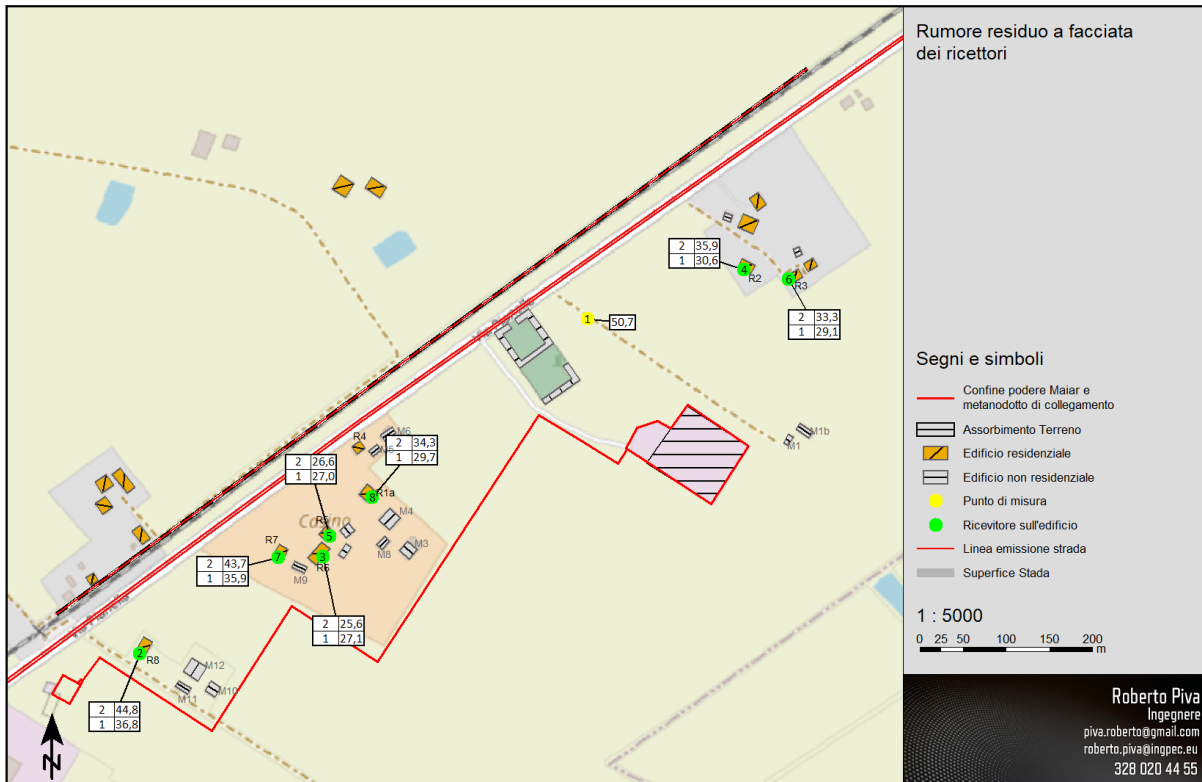 Rumore residuo a facciata
dei ricettori
2 35,9
1 30,6
4
R2
6
R3
2 33,3
1 29,1
1
50,7
M1b
M1
R4
M6
M5
2 34,3
1 29,7
8
R1a
2 26,6
1 27,0
Casino
R5
5
M4
M8
M3
R7
7
3
R6
M9
2 43,7
1 35,9
2 25,6
1 27,1
2
R8
M12
M11
M10
2 44,8
1 36,8
N
Segni e simboli
Confine podere Maiar e
metanodotto di collegamento
Assorbimento Terreno
Edificio residenziale
Edificio non residenziale
Punto di misura
Ricevitore sull'edificio
Linea emissione strada
Superfice Stada
1 : 5000
0 25 50 100 150 200
m
Roberto Piva
Ingegnere
piva.roberto@gmail.com
roberto.piva@ingpec.eu
328 020 44 55